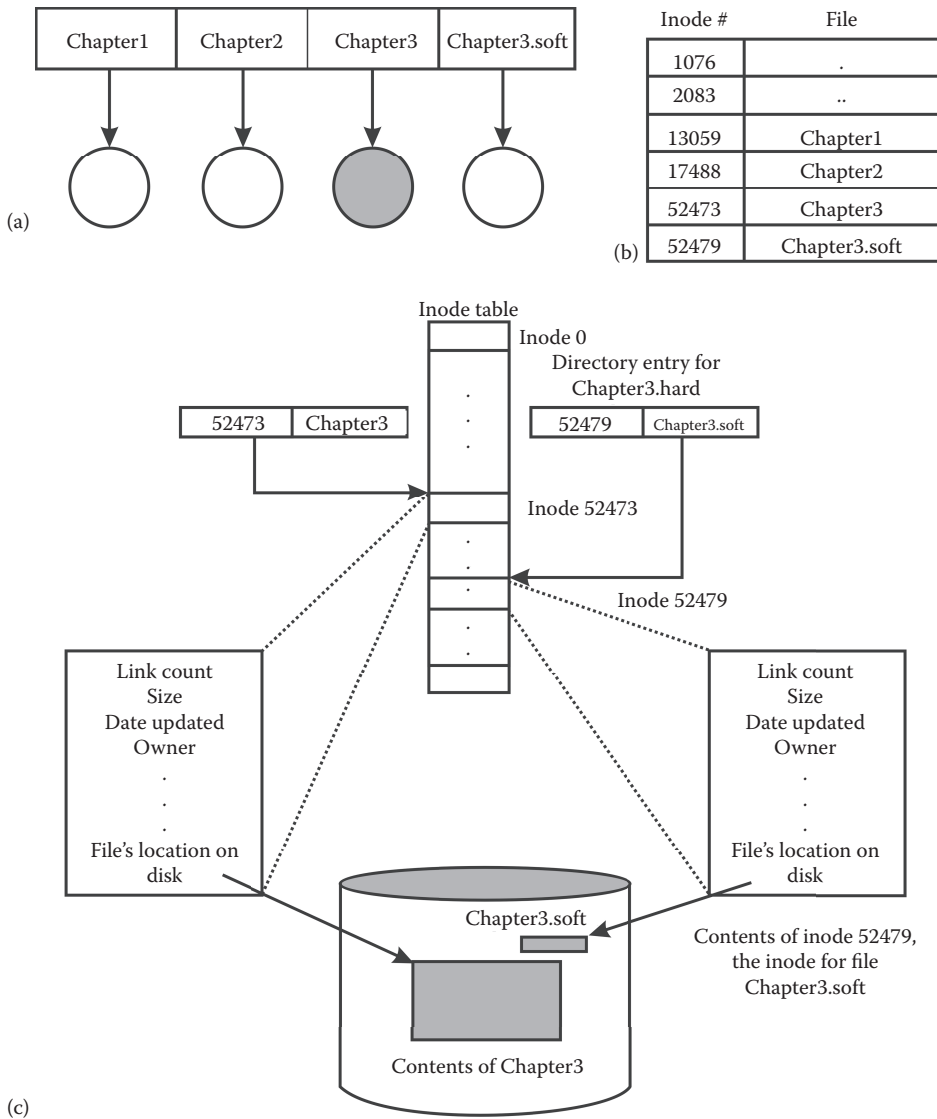 Chapter1 Chapter2 Chapter3 Chapter3.soft
(a)
Inode # File
1076 .
2083 ..
13059 Chapter1
17488 Chapter2
52473 Chapter3
52479 Chapter3.soft
(b)
Inode table
Inode 0
Directory entry for
Chapter3.hard
52473 Chapter3
52479 Chapter3.soft
Inode 52473
Inode 52479
Link count
Size
Date updated
Owner
.
.
.
File's location on
disk
Link count
Size
Date updated
Owner
.
.
.
File's location on
disk
Chapter3.soft
Contents of inode 52479,
the inode for file
Chapter3.soft
Contents of Chapter3
(c)